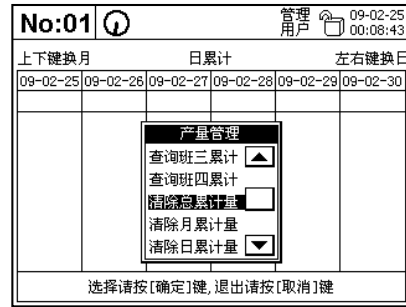 No:01 管理用户 09-02-25 00:08:43
上下键换月 日累计 左右键换日
09-02-25 09-02-26 09-02-27 09-02-28 09-02-29 09-02-30
产量管理
查询班三累计
查询班四累计
清除总累计量
清除月累计量
清除日累计量
选择请按[确定]键,退出请按[取消]键